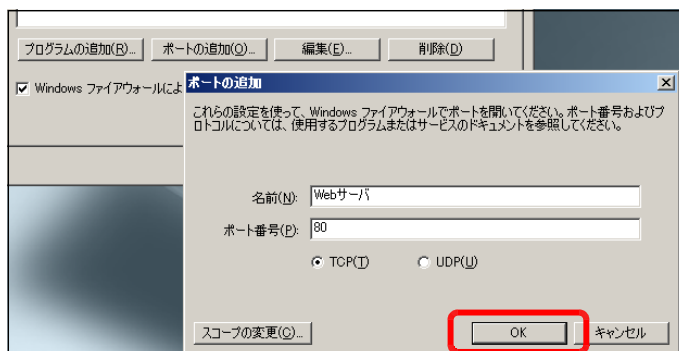 プログラムの追加(R)... ポートの追加(O)... 編集(E)... 削除(D)
Windows ファイアウォールによ
ポートの追加
これらの設定を使って、Windows ファイアウォールでポートを開いてください。ポート番号およびプ
ロトコルについては、使用するプログラムまたはサービスのドキュメントを参照してください。
名前(N): Webサーバ
ポート番号(P): 80
TCP(T) UDP(U)
スコープの変更(C)... OK キャンセル